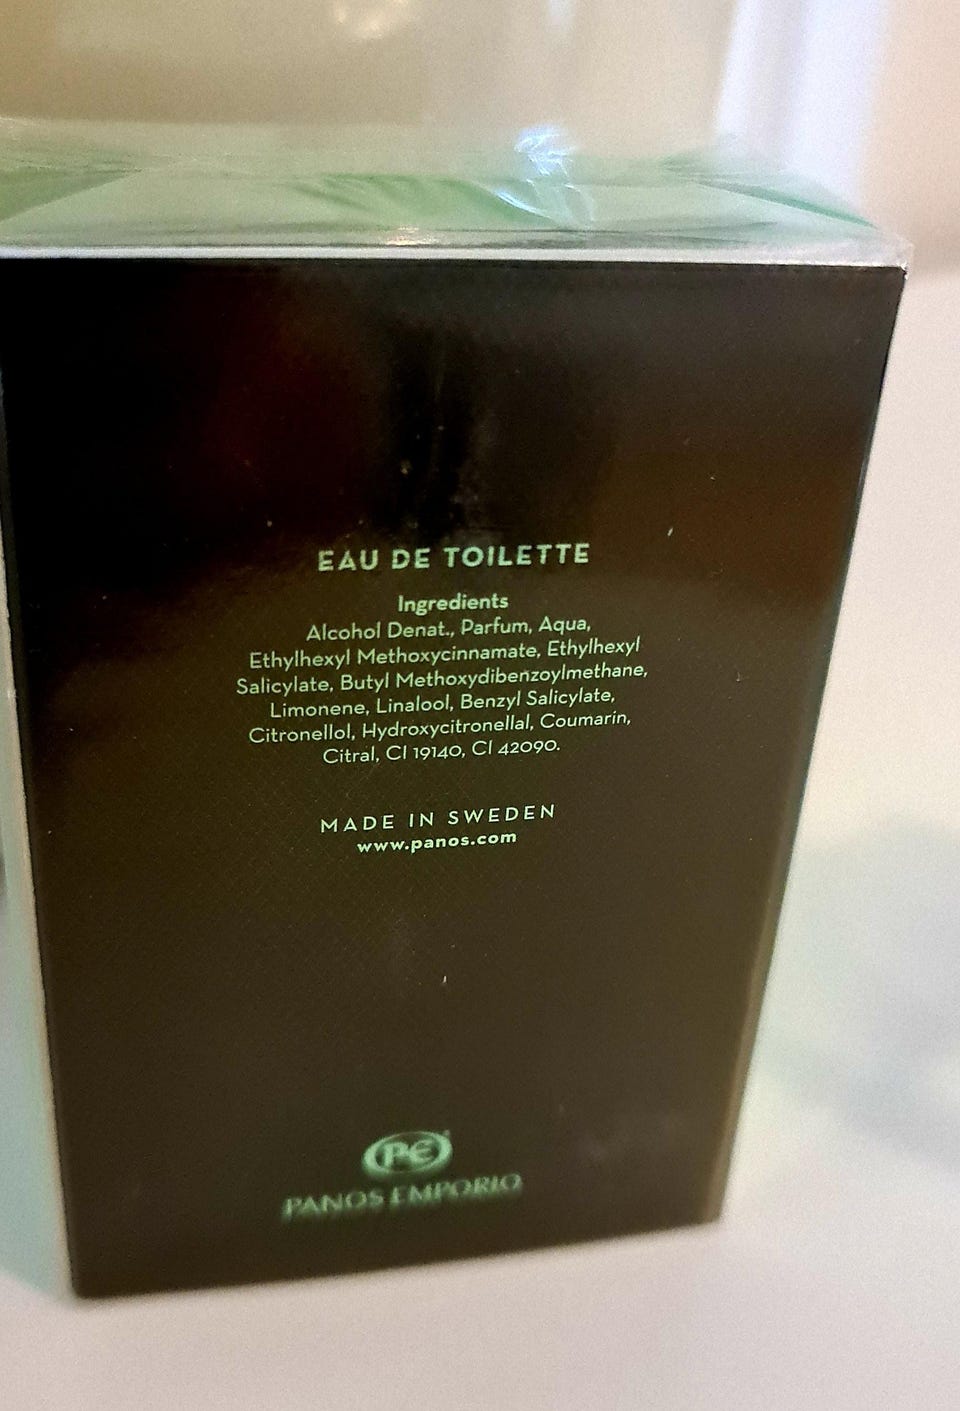 EAU DE TOILETTE
Ingredients
Alcohol Denat., Parfum, Aqua,
Ethylhexyl Methoxycinnamate, Ethylhexyl
Salicylate, Butyl Methoxydibenzoylmethane,
Limonene, Linalool, Benzyl Salicylate,
Citronellol, Hydroxycitronellal, Coumarin,
Citral, CI 19140, CI 42090.
MADE IN SWEDEN
www.panos.com
PE
PANOS EMPORIO